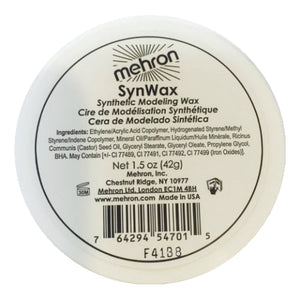 mehron
SynWax
Synthetic Modeling Wax
Cire de Modélisation Synthétique
Cera de Modelado Sintética
Ingredients: Ethylene/Acrylic Acid Copolymer, Hydrogenated Styrene/Methyl
Styrene/Indene Copolymer, Mineral Oil/Paraffinum Liquidum/Huile Minérale, Ricinus
Communis (Castor) Seed Oil, Glyceryl Stearate, Glyceryl Oleate, Propylene Glycol,
BHA. May Contain [+/- CI 77489, CI 77491, CI 77492, CI 77499 (Iron Oxides)].
Net 1.5 oz (42g)
Mehron, Inc.
Chestnut Ridge, NY 10977
Mehron Ltd. London EC1M 4BH
www.mehron.com Made in USA
7 64294 54701 5
F41B8